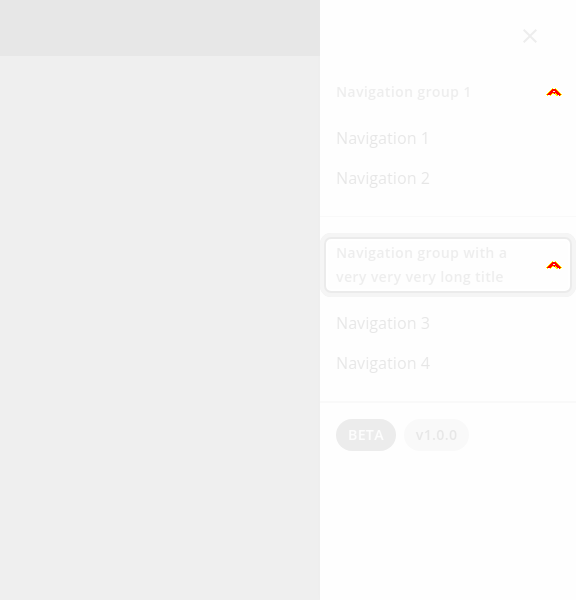 Navigation group 1
Navigation 1
Navigation 2
Navigation group with a
very very very long title
Navigation 3
Navigation 4
BETA
v1.0.0